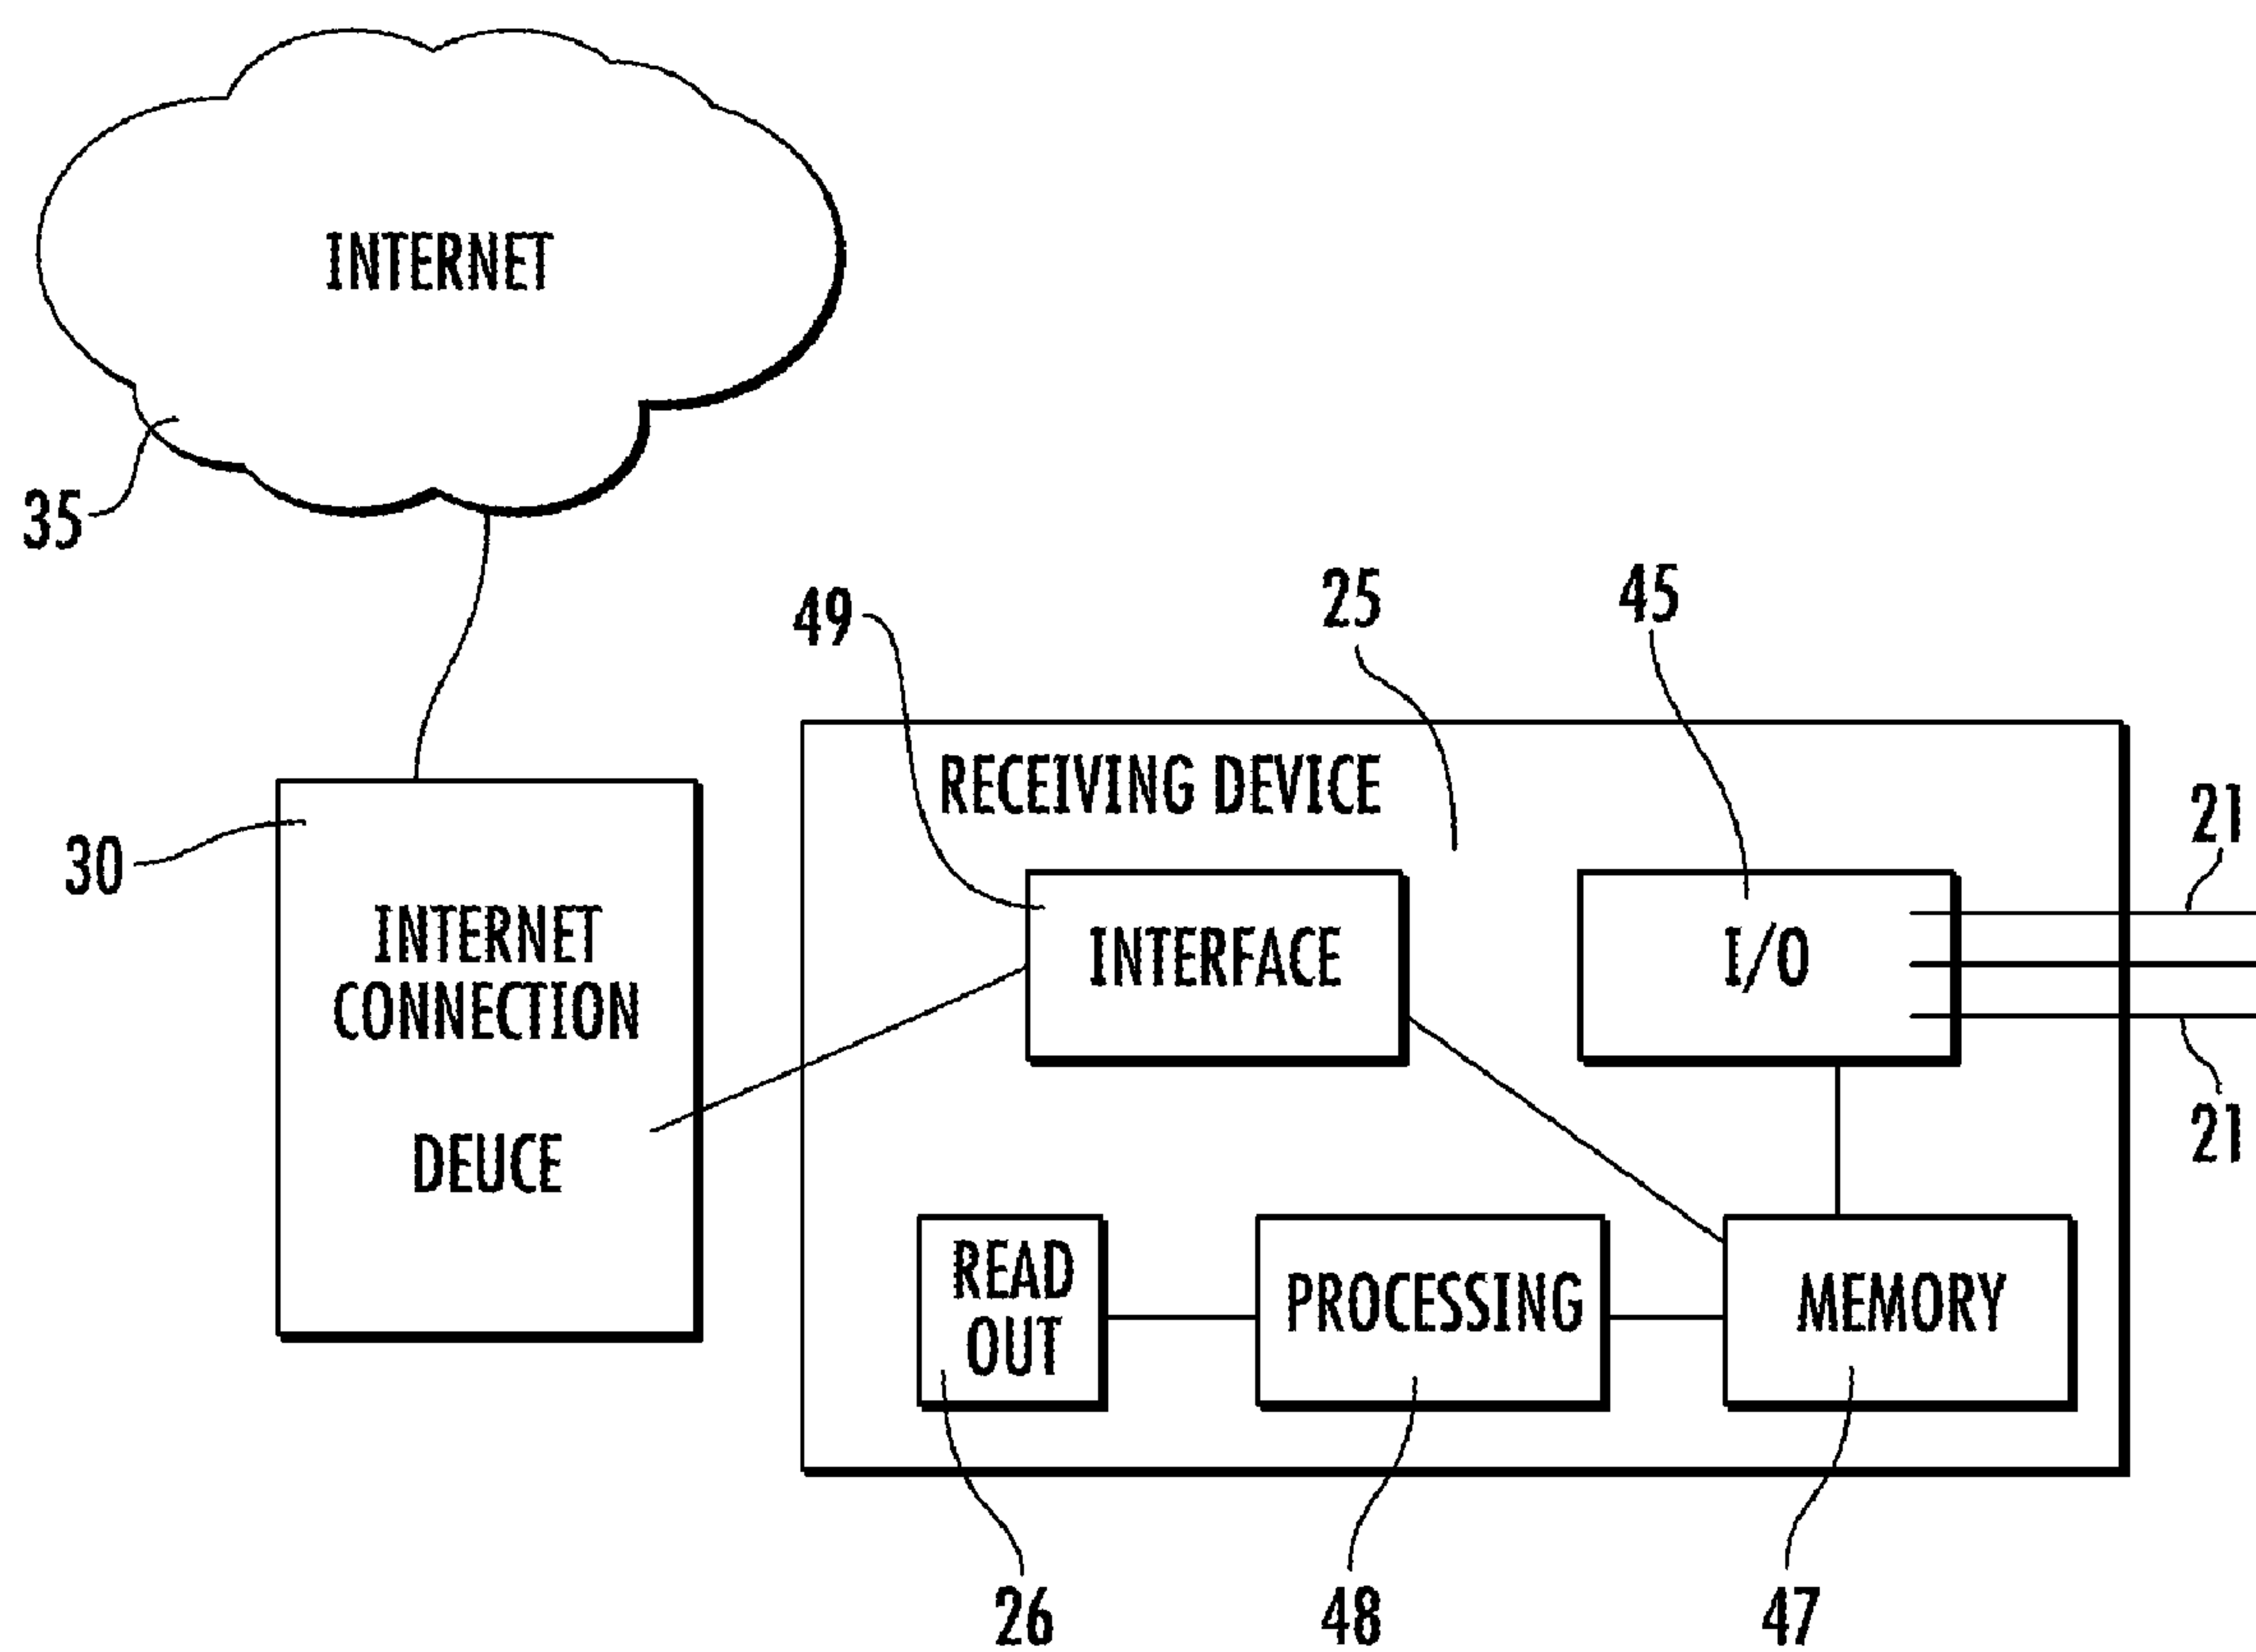 INTERNET
35
49
25
45
RECEIVING DEVICE
21
30
INTERFACE
I/O
INTERNET
CONNECTION
DEUCE
21
READ
OUT
PROCESSING
MEMORY
26
48
47